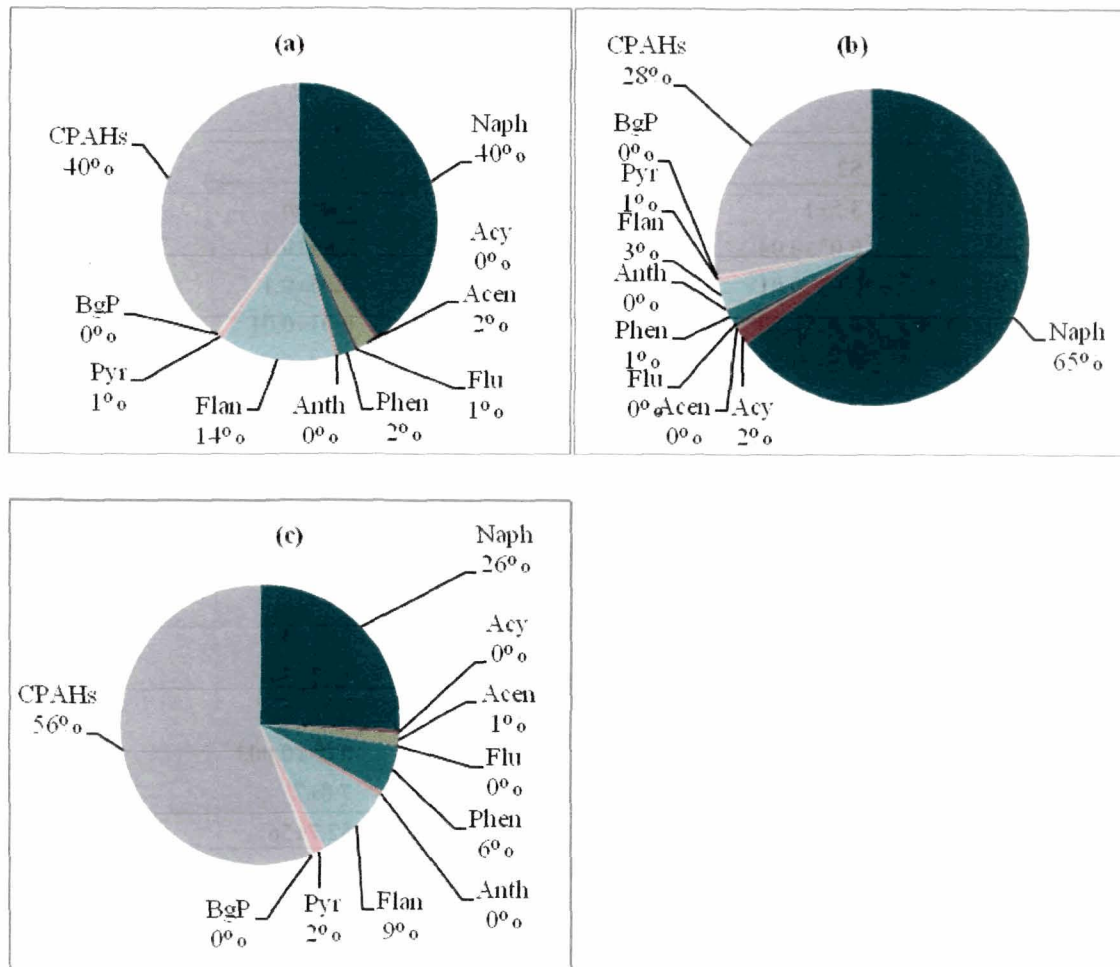 (a)
CPAHs
40%
Naph
40%
Acy
0%
Acen
2%
Flu
1%
Phen
2%
Anth
0%
Flan
14%
Pyr
1%
BgP
0%
(b)
CPAHs
28%
BgP
0%
Pyr
1%
Flan
3%
Anth
0%
Phen
1%
Flu
0%
Acen
0%
Acy
2%
Naph
65%
(c)
CPAHs
56%
Naph
26%
Acy
0%
Acen
1%
Flu
0%
Phen
6%
Anth
0%
Flan
9%
Pyr
2%
BgP
0%